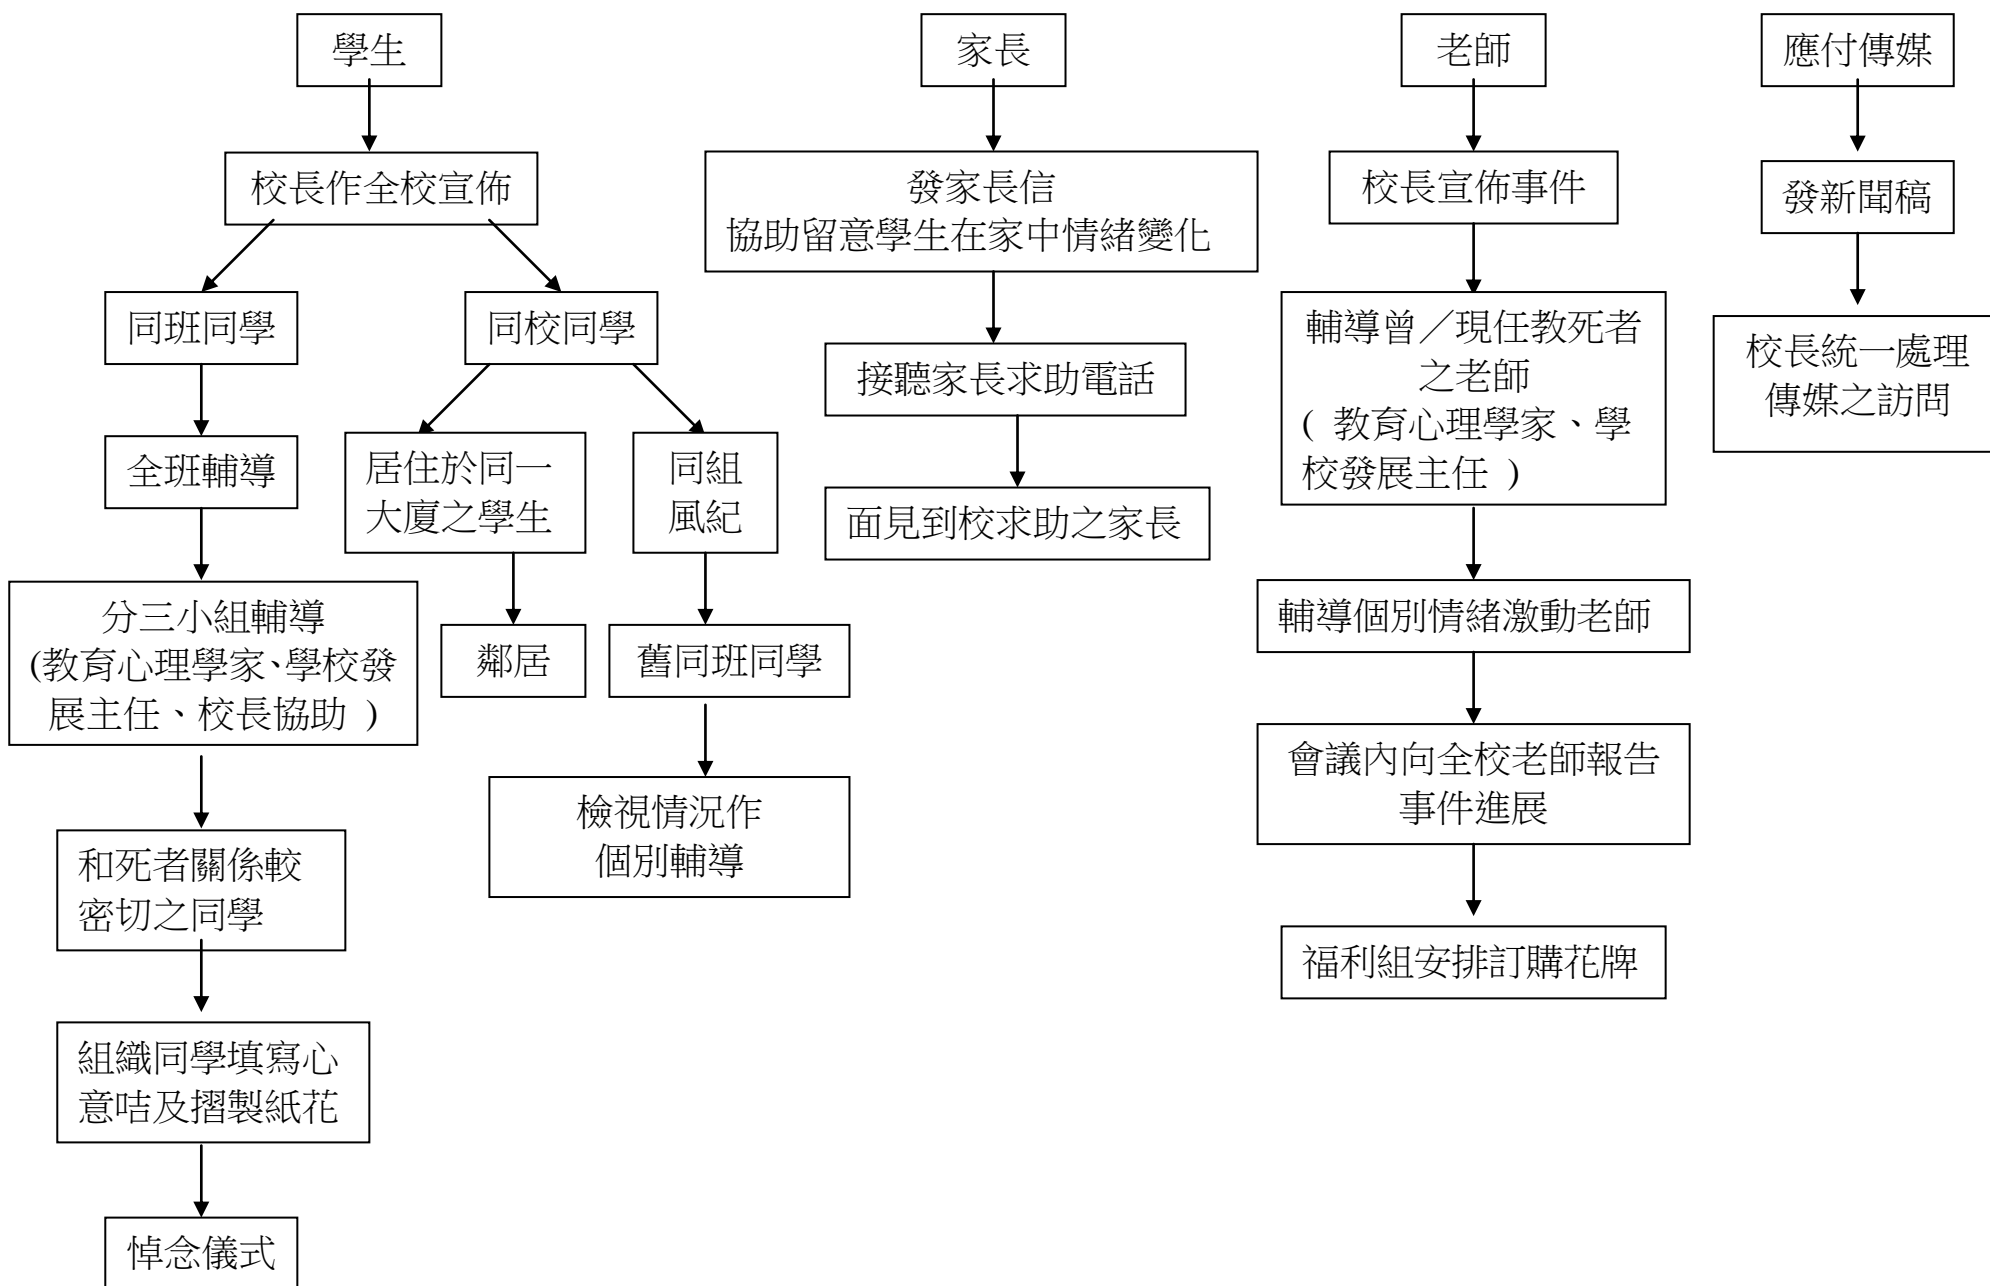 學生
校長作全校宣佈
同班同學
同校同學
全班輔導
居住於同一
大廈之學生
同組
風紀
分三小組輔導
(教育心理學家、學校發
展主任、校長協助 )
鄰居
舊同班同學
和死者關係較
密切之同學
檢視情況作
個別輔導
組織同學填寫心
意咭及摺製紙花
悼念儀式
家長
發家長信
協助留意學生在家中情緒變化
接聽家長求助電話
面見到校求助之家長
老師
校長宣佈事件
輔導曾／現任教死者
之老師
( 教育心理學家、學
校發展主任 )
輔導個別情緒激動老師
會議內向全校老師報告
事件進展
福利組安排訂購花牌
應付傳媒
發新聞稿
校長統一處理
傳媒之訪問